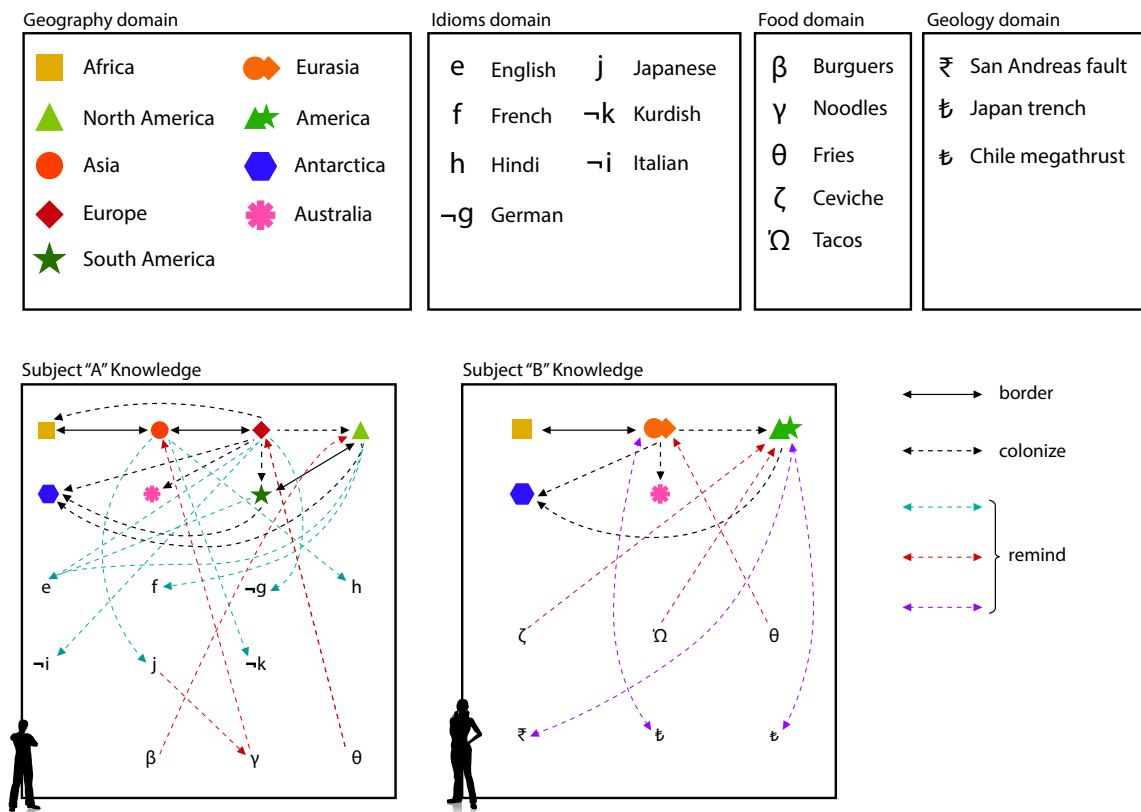 Geography domain
Idioms domain
Food domain
Geology domain
Africa
Eurasia
North America
America
Asia
Antarctica
Europe
Australia
South America
e English
j Japanese
f French
¬k Kurdish
h Hindi
¬i Italian
¬g German
β Burguers
γ Noodles
θ Fries
ζ Ceviche
Ώ Tacos
₹ San Andreas fault
₺ Japan trench
₺ Chile megathrust
Subject “A” Knowledge
e f ¬g h
¬i j ¬k
β γ θ
Subject “B” Knowledge
ζ Ώ θ
₹ ₺ ₺
border
colonize
remind